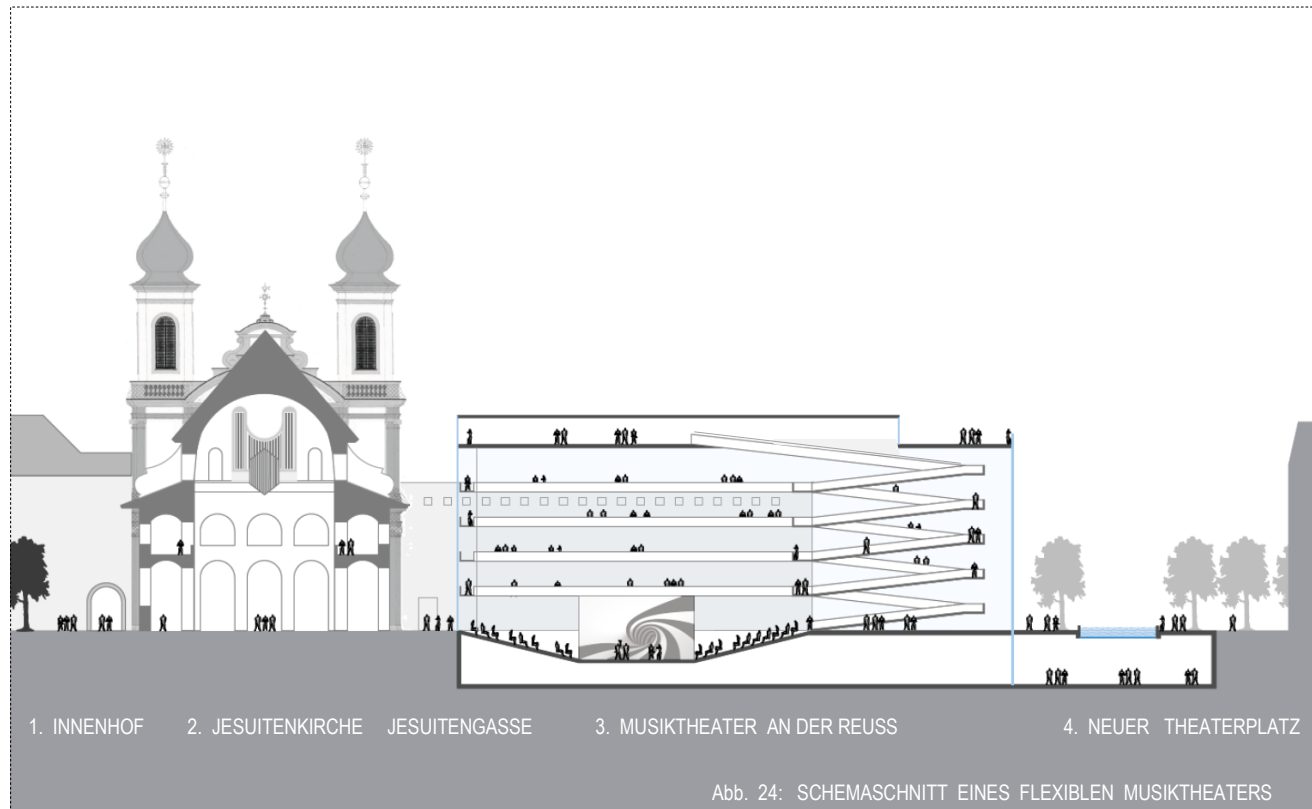 1. INNENHOF 2. JESUITENKIRCHE JESUITENGASSE 3. MUSIKTHEATER AN DER REUSS 4. NEUER THEATERPLATZ
Abb. 24: SCHEMASCHNITT EINES FLEXIBLEN MUSIKTHEATERS